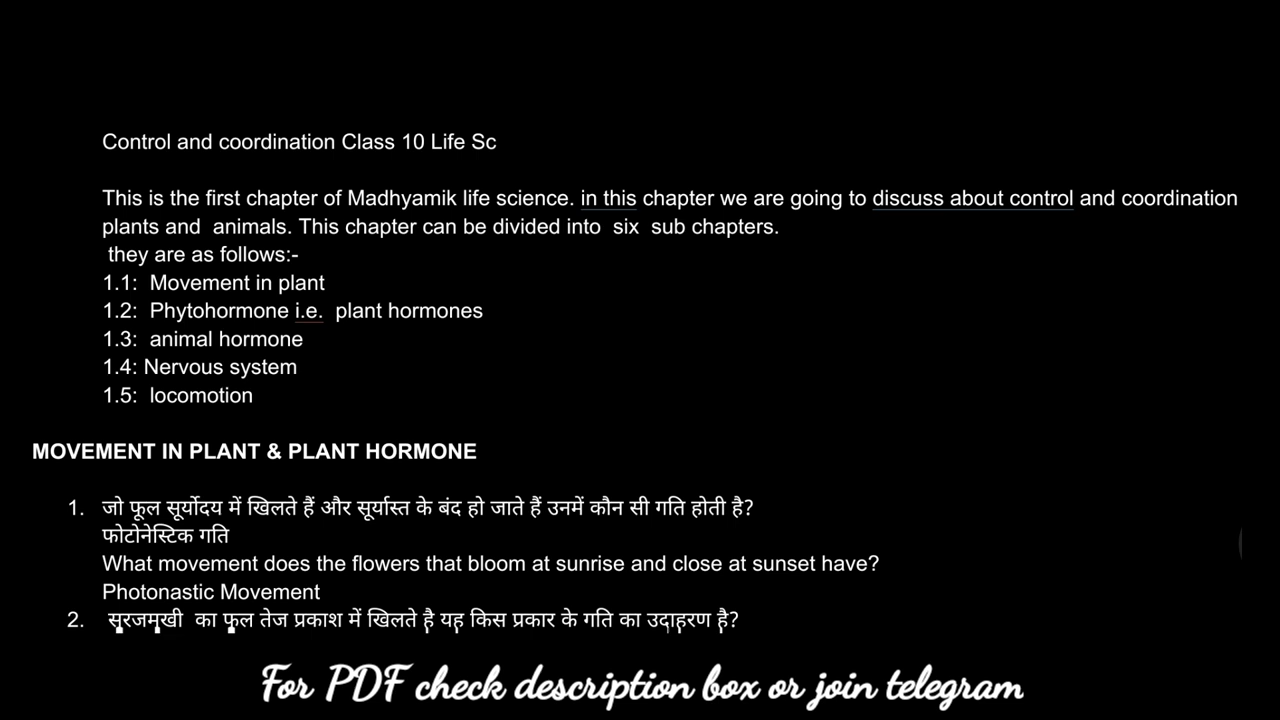 Control and coordination Class 10 Life Sc
This is the first chapter of Madhyamik life science. in this chapter we are going to discuss about control and coordination
plants and animals. This chapter can be divided into six sub chapters.
they are as follows:-
1.1: Movement in plant
1.2: Phytohormone i.e. plant hormones
1.3: animal hormone
1.4: Nervous system
1.5: locomotion
MOVEMENT IN PLANT & PLANT HORMONE
1. जो फूल सूर्योदय में खिलते हैं और सूर्यास्त के बंद हो जाते हैं उनमें कौन सी गति होती है?
फोटोनेस्टिक गति
What movement does the flowers that bloom at sunrise and close at sunset have?
Photonastic Movement
2. सूरजमुखी का फूल तेज प्रकाश में खिलते है यह किस प्रकार के गति का उदाहरण है?
For PDF check description box or join telegram